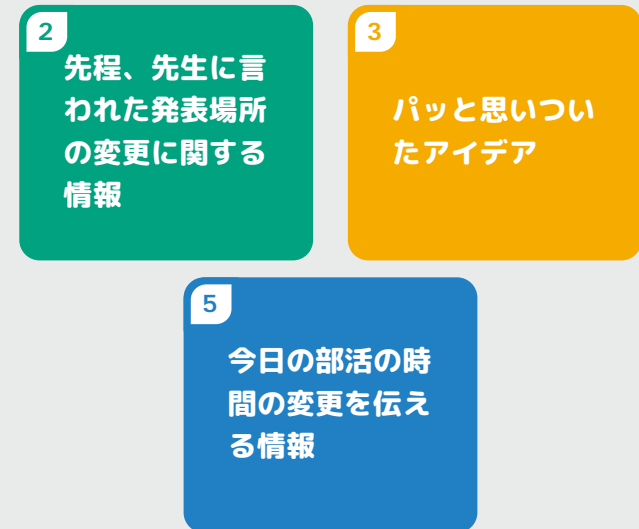 2
先程、先生に言
われた発表場所
の変更に関する
情報
3
パッと思いつい
たアイデア
5
今日の部活の時
間の変更を伝え
る情報